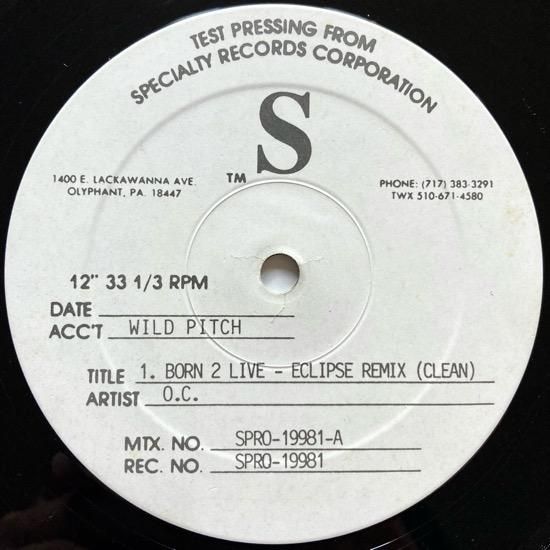 TEST PRESSING FROM
SPECIALTY RECORDS CORPORATION
S
TM
1400 E. LACKAWANNA AVE.
OLYPHANT, PA. 18447
PHONE: (717) 383-3291
TWX 510-671-4580
12" 33 1/3 RPM
DATE
ACC'T WILD PITCH
TITLE 1. BORN 2 LIVE - ECLIPSE REMIX (CLEAN)
ARTIST O.C.
MTX. NO. SPRO-19981-A
REC. NO. SPRO-19981